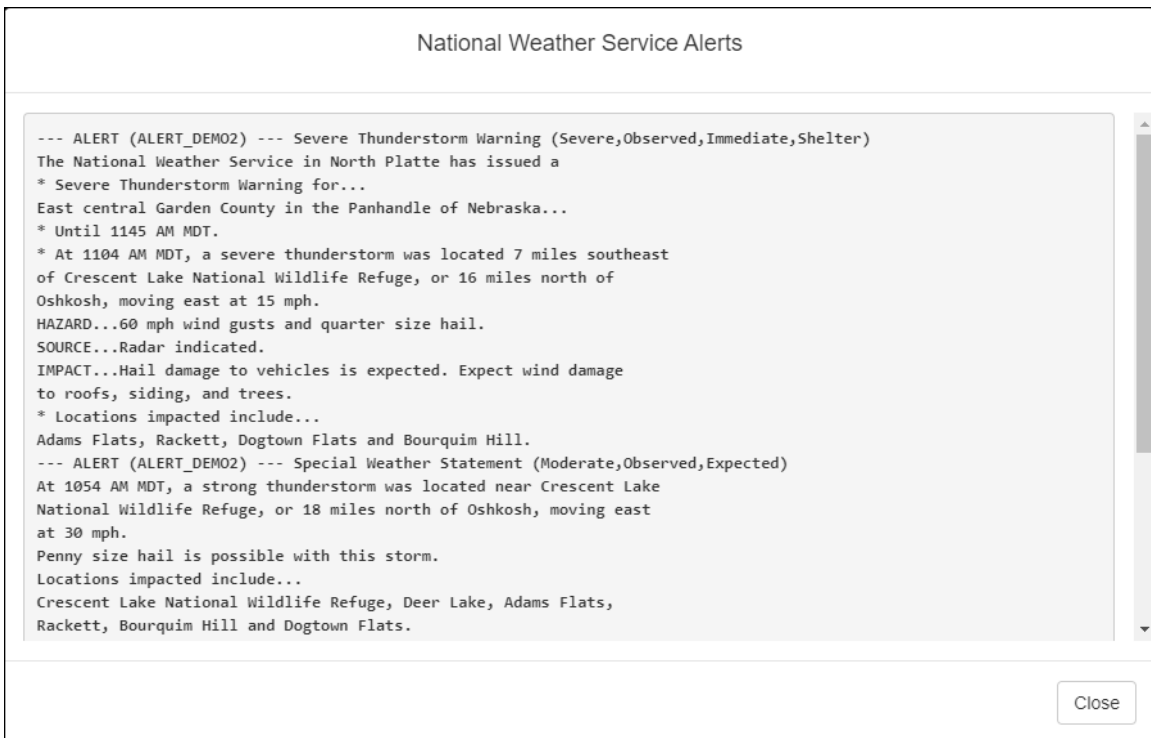 National Weather Service Alerts
--- ALERT (ALERT_DEMO2) --- Severe Thunderstorm Warning (Severe,Observed,Immediate,Shelter)
The National Weather Service in North Platte has issued a
* Severe Thunderstorm Warning for...
East central Garden County in the Panhandle of Nebraska...
* Until 1145 AM MDT.
* At 1104 AM MDT, a severe thunderstorm was located 7 miles southeast
of Crescent Lake National Wildlife Refuge, or 16 miles north of
Oshkosh, moving east at 15 mph.
HAZARD...60 mph wind gusts and quarter size hail.
SOURCE...Radar indicated.
IMPACT...Hail damage to vehicles is expected. Expect wind damage
to roofs, siding, and trees.
* Locations impacted include...
Adams Flats, Rackett, Dogtown Flats and Bourquim Hill.
--- ALERT (ALERT_DEMO2) --- Special Weather Statement (Moderate,Observed,Expected)
At 1054 AM MDT, a strong thunderstorm was located near Crescent Lake
National Wildlife Refuge, or 18 miles north of Oshkosh, moving east
at 30 mph.
Penny size hail is possible with this storm.
Locations impacted include...
Crescent Lake National Wildlife Refuge, Deer Lake, Adams Flats,
Rackett, Bourquim Hill and Dogtown Flats.
Close